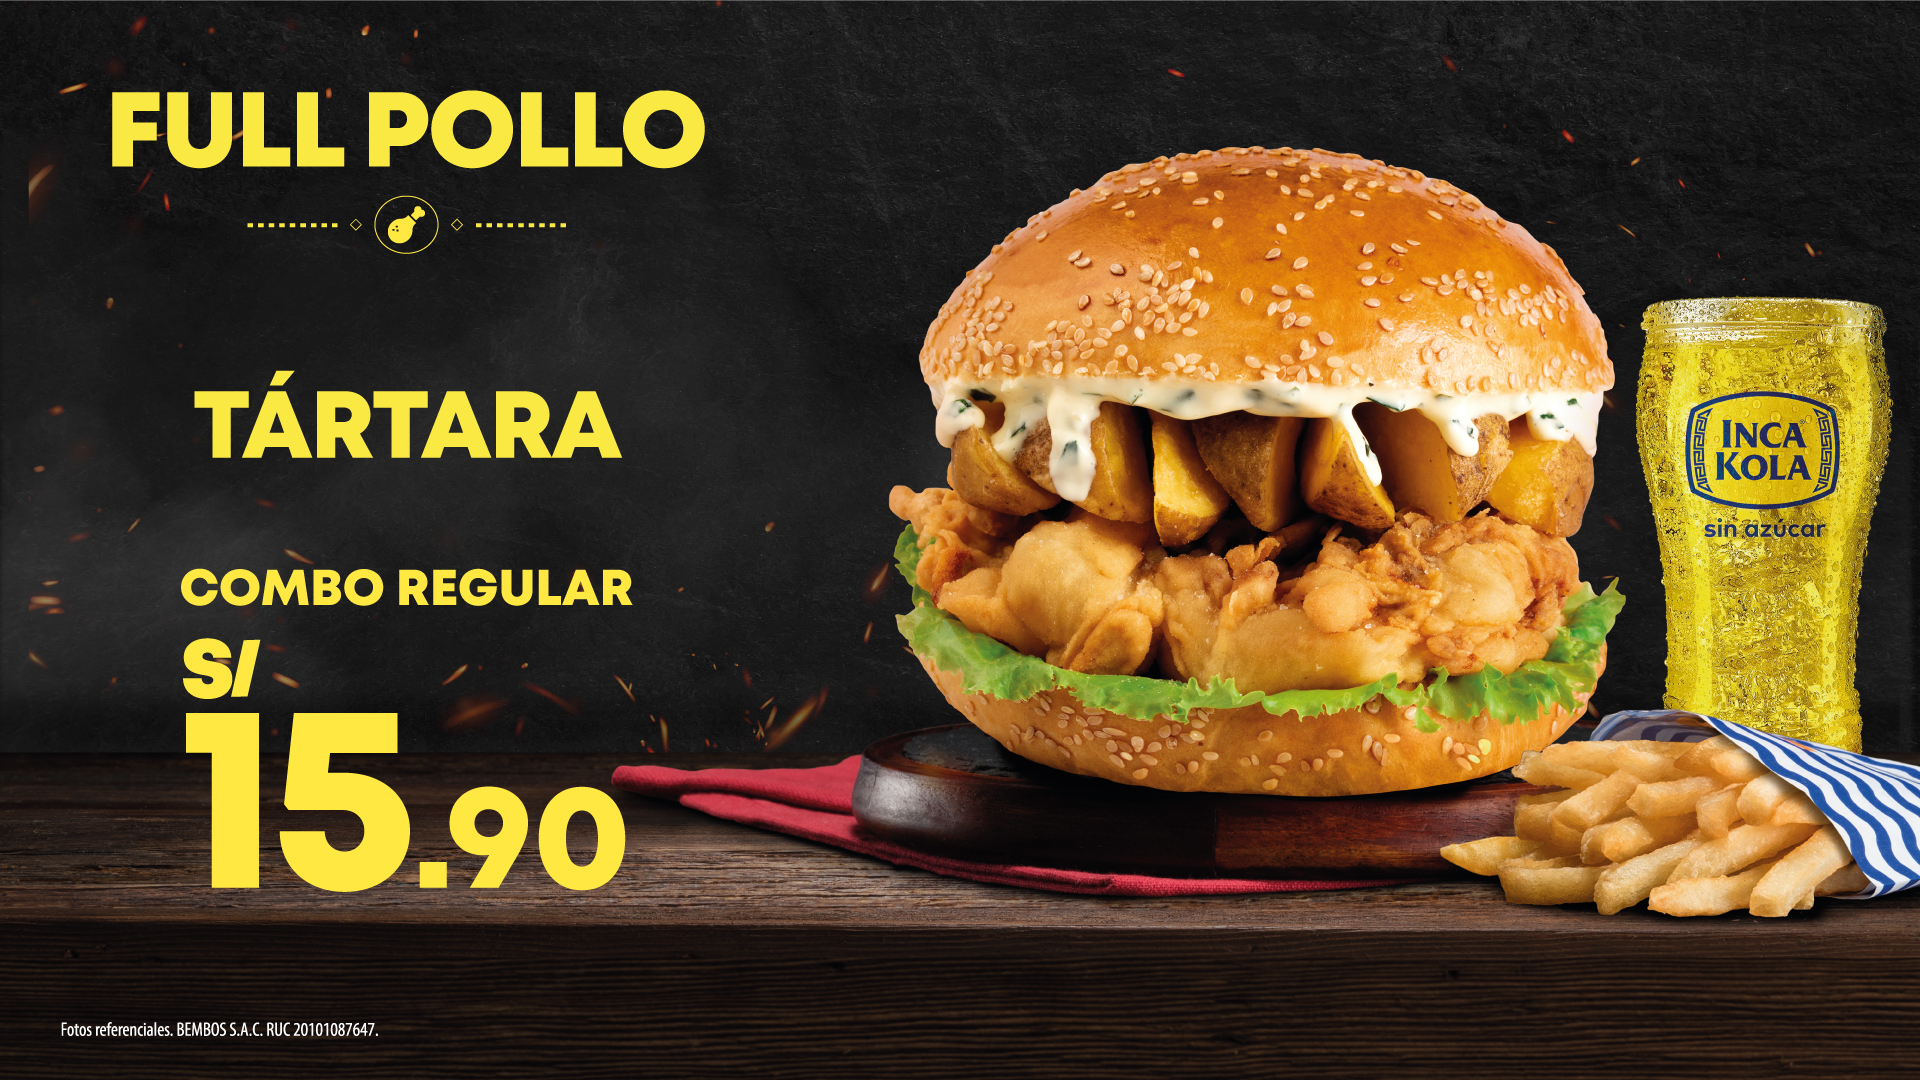 FULL POLLO
TÁRTARA
COMBO REGULAR
S/
15.90
INCA
KOLA
sin azúcar
Fotos referenciales. BEMBOS S.A.C. RUC 20101087647.